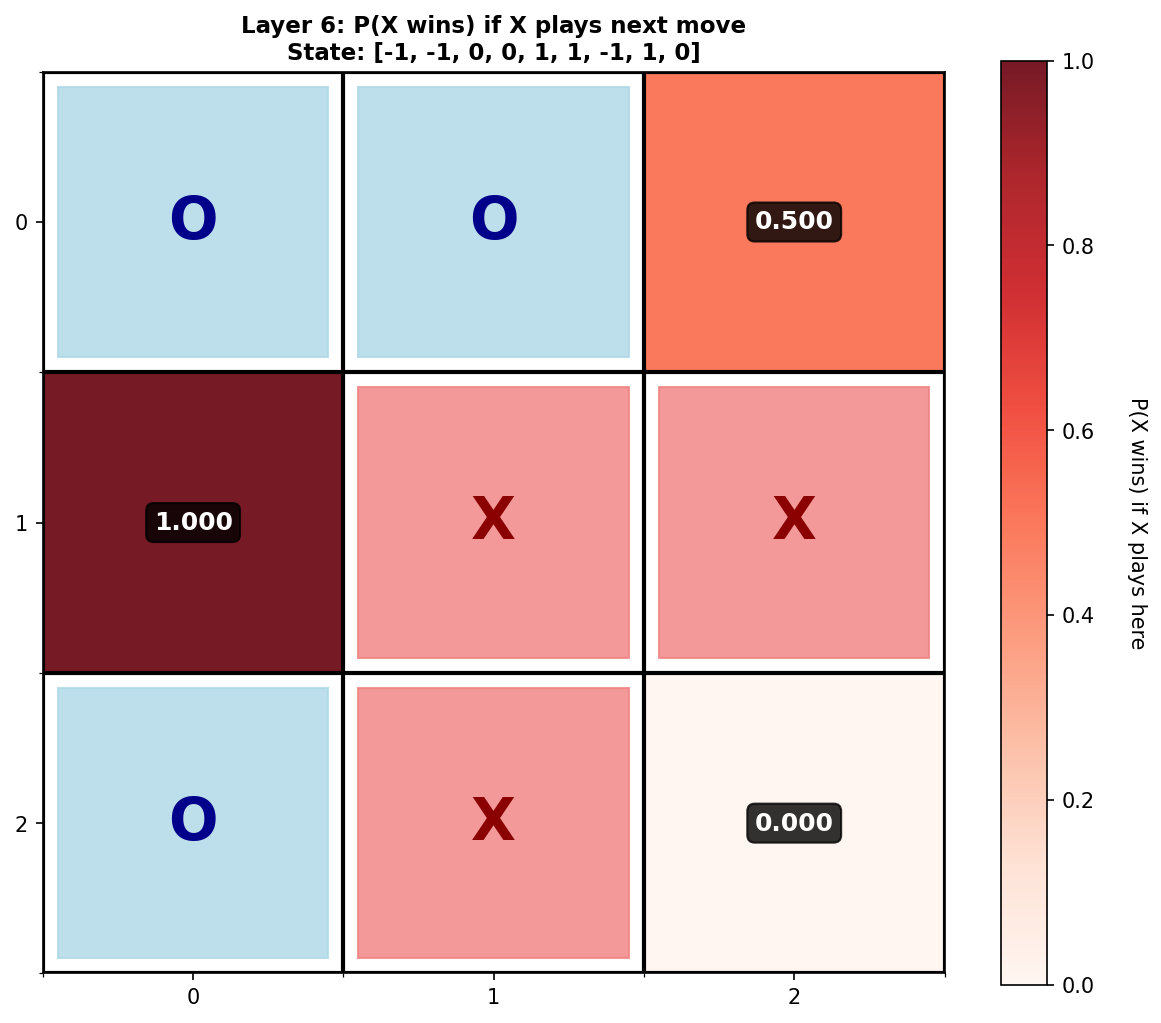 Layer 6: P(X wins) if X plays next move
State: [-1, -1, 0, 0, 1, 1, -1, 1, 0]
0
O
O
0.500
1
1.000
X
X
2
O
X
0.000
0
1
2
1.0
0.8
0.6
0.4
0.2
0.0
P(X wins) if X plays here